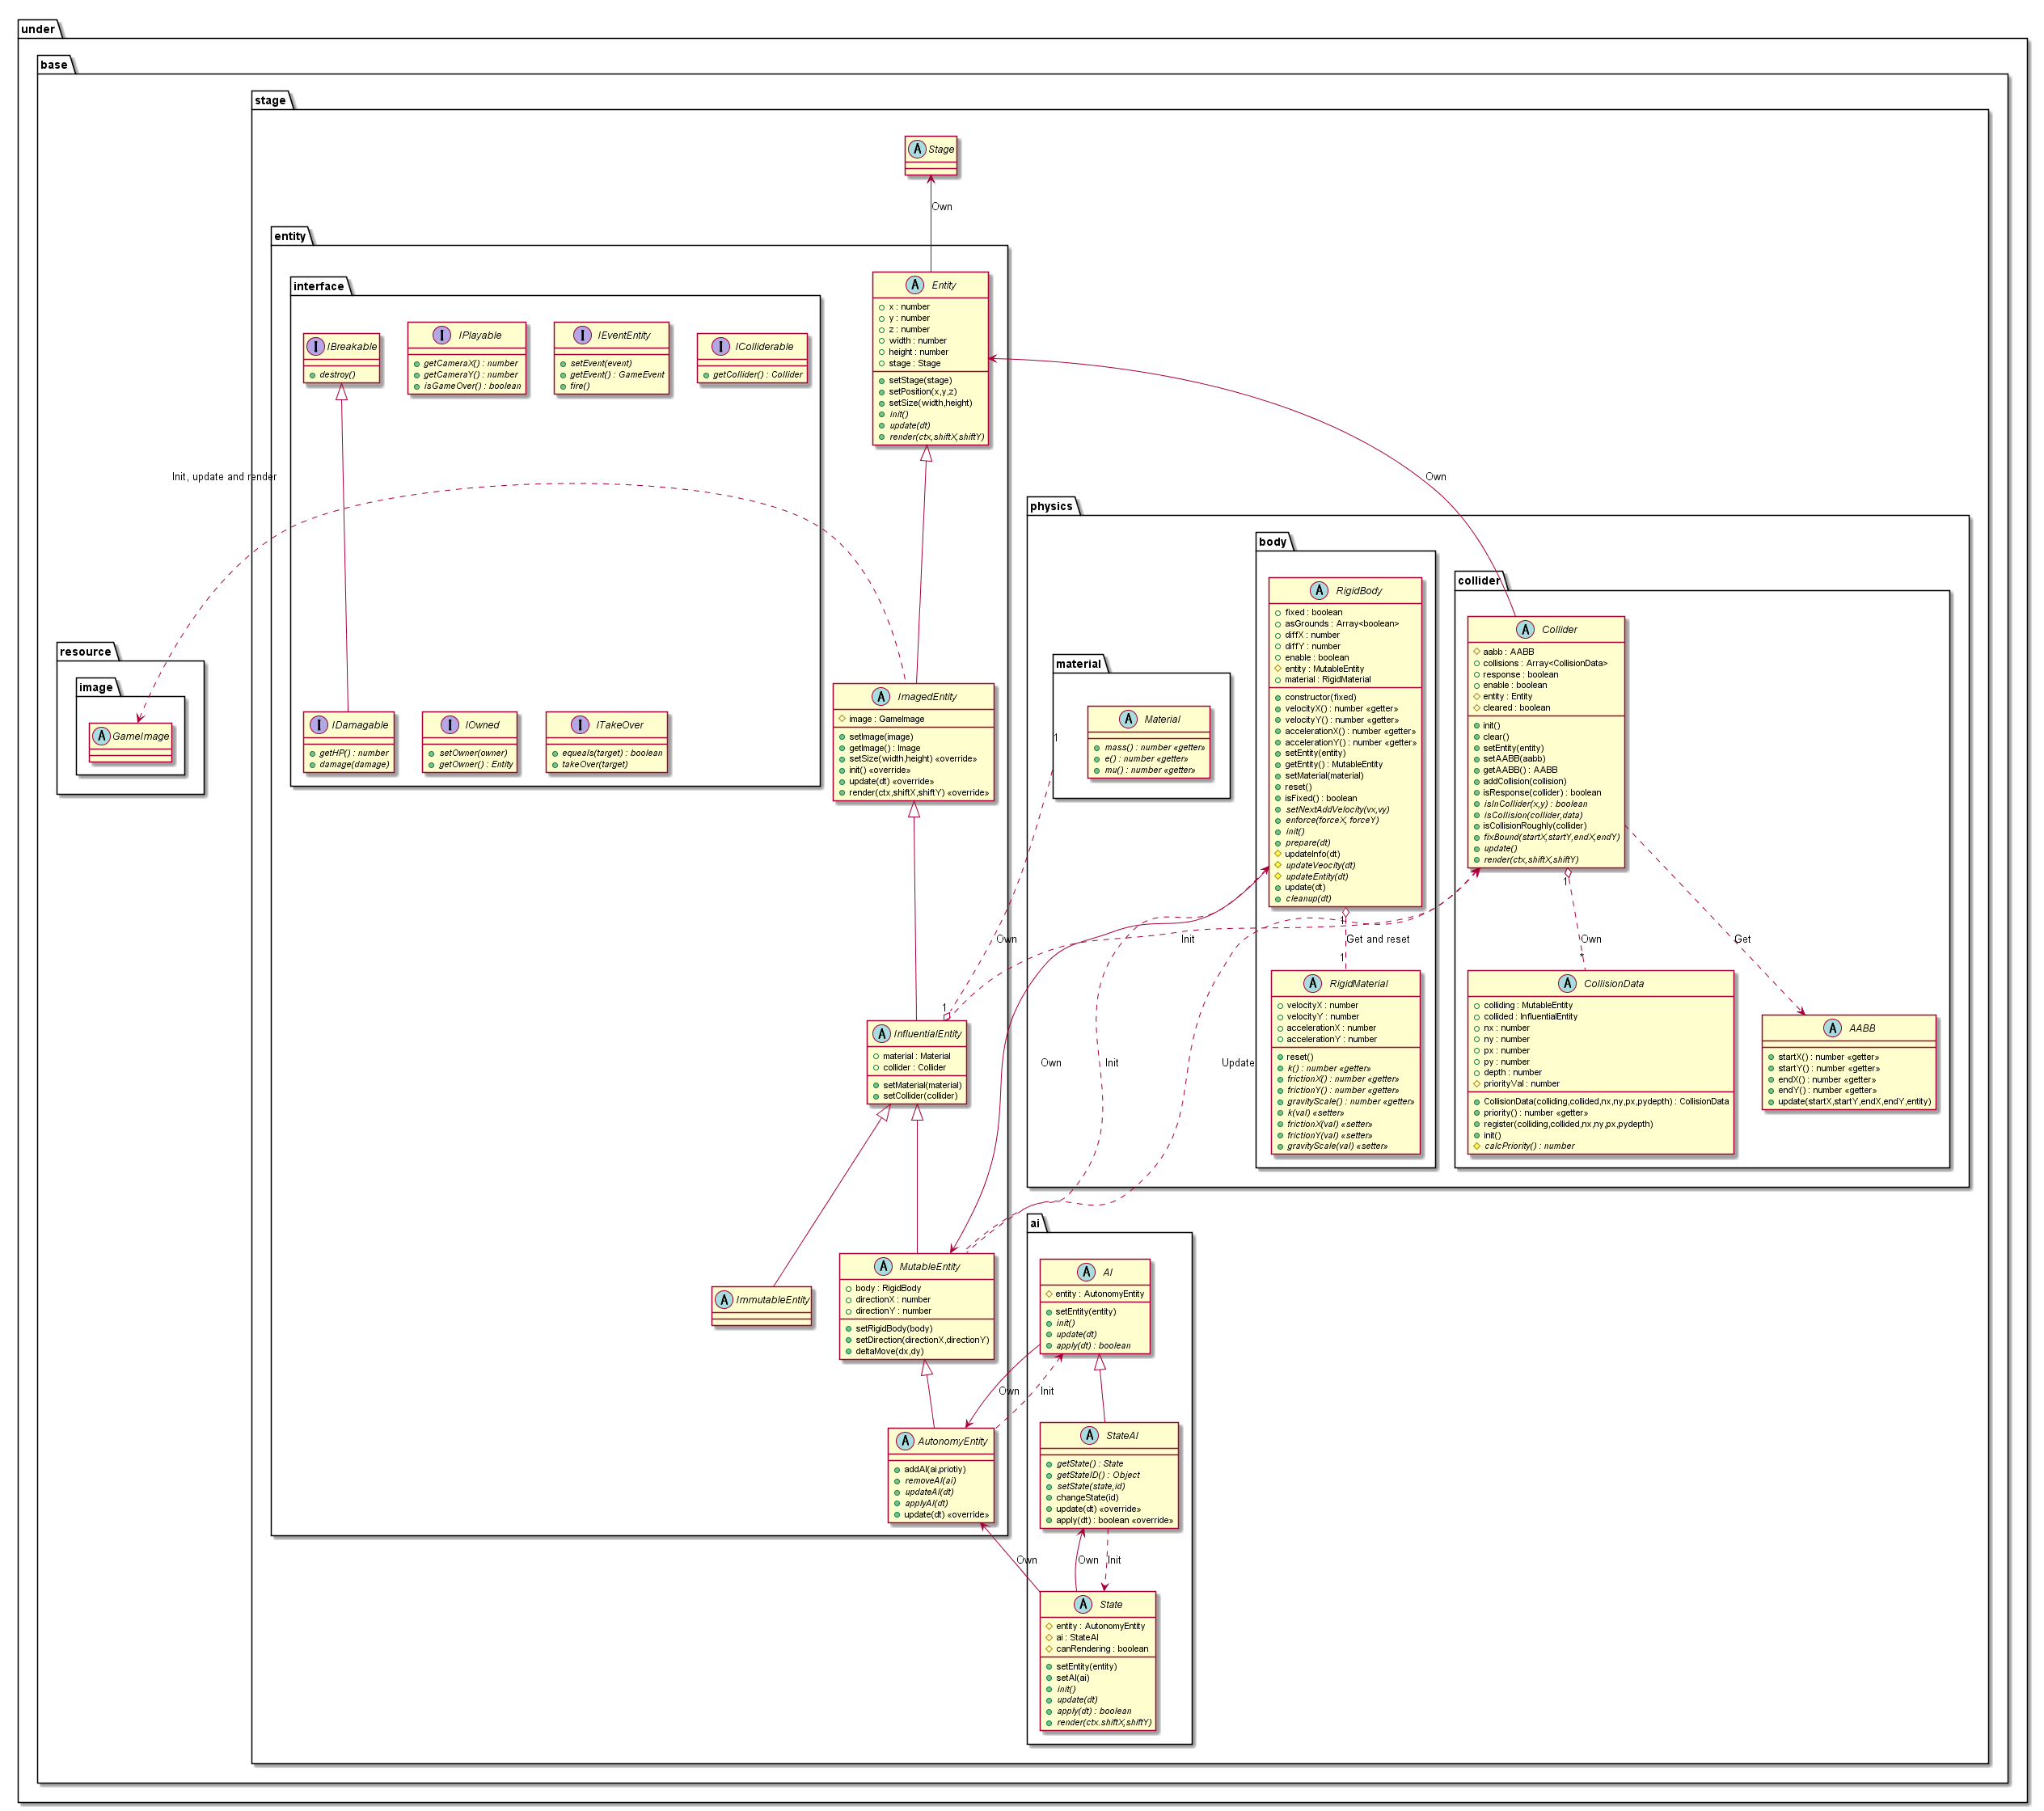 under
base
stage
A Stage
Own
entity
interface
I IBreakable
destroy()
I IPlayable
getCameraX() : number
getCameraY() : number
isGameOver() : boolean
I IEventEntity
setEvent(event)
getEvent() : GameEvent
fire()
I IColliderable
getCollider() : Collider
A Entity
x : number
y : number
z : number
width : number
height : number
stage : Stage
setStage(stage)
setPosition(x,y,z)
setSize(width,height)
init()
update(dt)
render(ctx,shiftX,shiftY)
Init, update and render
Own
I IDamagable
getHP() : number
damage(damage)
I IOwned
setOwner(owner)
getOwner() : Entity
I ITakeOver
equeals(target) : boolean
takeOver(target)
resource
image
A GameImage
A ImagedEntity
image : GameImage
setImage(image)
getImage() : Image
setSize(width,height) «override»
init() «override»
update(dt) «override»
render(ctx,shiftX,shiftY) «override»
physics
material
A Material
mass() : number «getter»
e() : number «getter»
mu() : number «getter»
1
body
A RigidBody
fixed : boolean
asGrounds : Array<boolean>
diffX : number
diffY : number
enable : boolean
entity : MutableEntity
material : RigidMaterial
constructor(fixed)
velocityX() : number «getter»
velocityY() : number «getter»
accelerationX() : number «getter»
accelerationY() : number «getter»
setEntity(entity)
getEntity() : MutableEntity
setMaterial(material)
reset()
isFixed() : boolean
setNextAddVelocity(vx,vy)
enforce(forceX, forceY)
init()
prepare(dt)
updateInfo(dt)
updateVeocity(dt)
updateEntity(dt)
update(dt)
cleanup(dt)
collider
A Collider
aabb : AABB
collisions : Array<CollisionData>
response : boolean
enable : boolean
entity : Entity
cleared : boolean
init()
clear()
setEntity(entity)
setAABB(aabb)
getAABB() : AABB
addCollision(collision)
isResponse(collider) : boolean
isInCollider(x,y) : boolean
isCollision(collider,data)
isCollisionRoughly(collider)
fixBound(startX,startY,endX,endY)
update()
render(ctx,shiftX,shiftY)
Own
Init
1
Get and reset
1
1
Own
*
Get
A RigidMaterial
velocityX : number
velocityY : number
accelerationX : number
accelerationY : number
reset()
k() : number «getter»
frictionX() : number «getter»
frictionY() : number «getter»
gravityScale() : number «getter»
k(val) «setter»
frictionX(val) «setter»
frictionY(val) «setter»
gravityScale(val) «setter»
A CollisionData
colliding : MutableEntity
collided : InfluentialEntity
nx : number
ny : number
px : number
py : number
depth : number
priorityVal : number
CollisionData(colliding,collided,nx,ny,px,pydepth) : CollisionData
priority() : number «getter»
register(colliding,collided,nx,ny,px,pydepth)
init()
calcPriority() : number
A AABB
startX() : number «getter»
startY() : number «getter»
endX() : number «getter»
endY() : number «getter»
update(startX,startY,endX,endY,entity)
1
A InfluentialEntity
material : Material
collider : Collider
setMaterial(material)
setCollider(collider)
Own
Init
Update
A ImmutableEntity
A MutableEntity
body : RigidBody
directionX : number
directionY : number
setRigidBody(body)
setDirection(directionX,directionY)
deltaMove(dx,dy)
ai
A AI
entity : AutonomyEntity
setEntity(entity)
init()
update(dt)
apply(dt) : boolean
Own
Init
A AutonomyEntity
addAI(ai,priotiy)
removeAI(ai)
updateAI(dt)
applyAI(dt)
update(dt) «override»
A StateAI
getState() : State
getStateID() : Object
setState(state,id)
changeState(id)
update(dt) «override»
apply(dt) : boolean «override»
Own
Own
Init
A State
entity : AutonomyEntity
ai : StateAI
canRendering : boolean
setEntity(entity)
setAI(ai)
init()
update(dt)
apply(dt) : boolean
render(ctx.shiftX,shiftY)